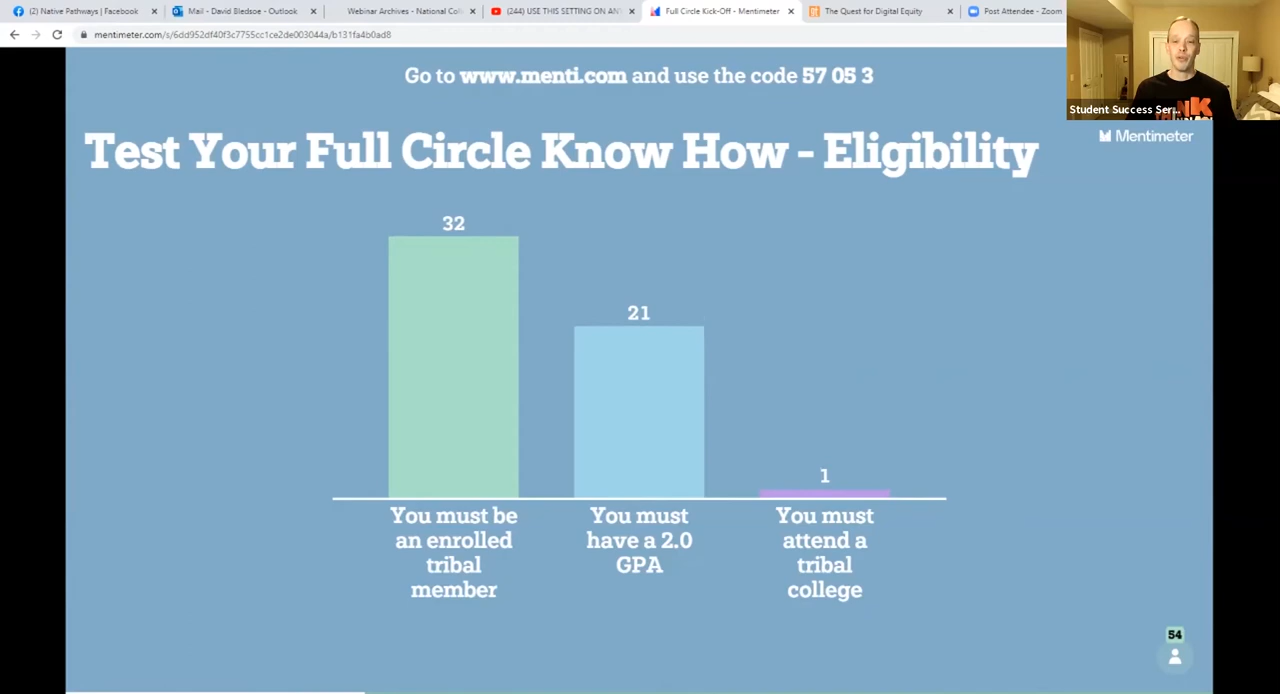 (2) Native Pathways | Facebook
Mail - David Bledsoe - Outlook
Webinar Archives - National Col
(244) USE THIS SETTING ON AN
Full Circle Kick-Off - Mentimeter
The Quest for Digital Equity
Post Attendee - Zoom
mentimeter.com/s/6dd952df40f3c7755cc1ce2de003044a/b131fa4b0ad8
Go to www.menti.com and use the code 57 05 3
Student Success Ser...
Mentimeter
Test Your Full Circle Know How - Eligibility
32
21
1
You must be
an enrolled
tribal
member
You must
have a 2.0
GPA
You must
attend a
tribal
college
54